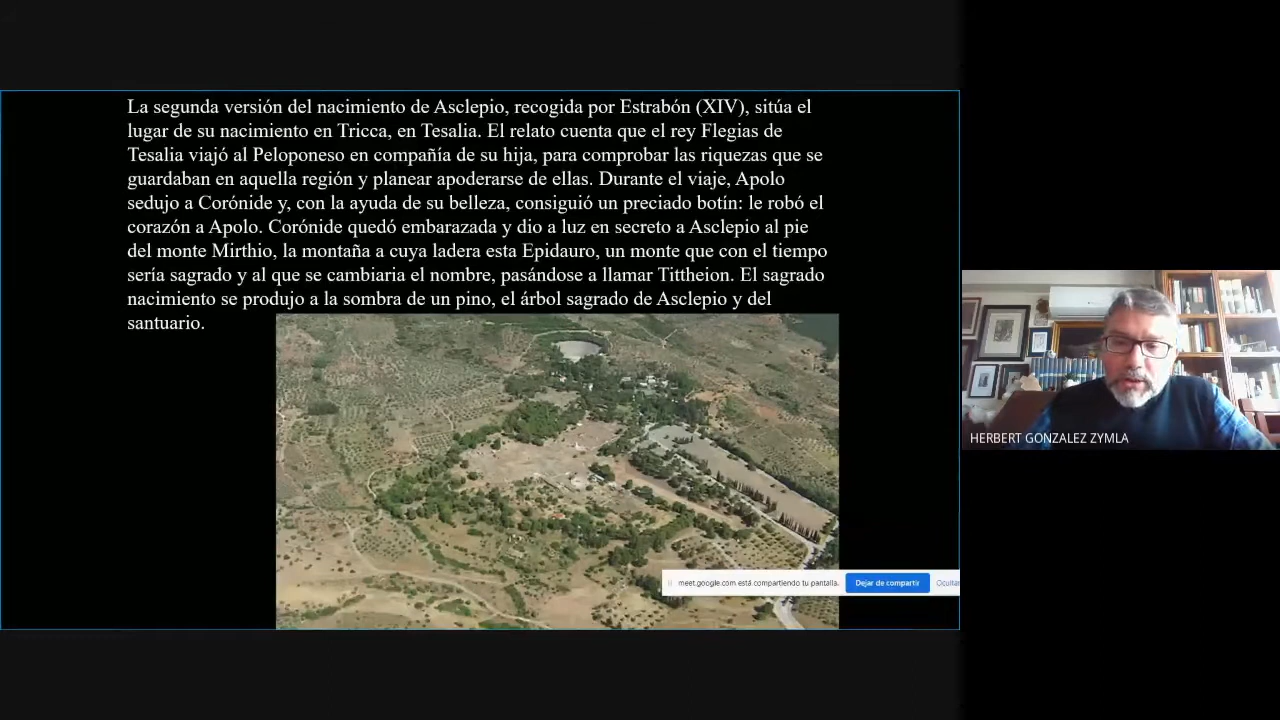 La segunda versión del nacimiento de Asclepio, recogida por Estrabón (XIV), sitúa el
lugar de su nacimiento en Tricca, en Tesalia. El relato cuenta que el rey Flegias de
Tesalia viajó al Peloponeso en compañía de su hija, para comprobar las riquezas que se
guardaban en aquella región y planear apoderarse de ellas. Durante el viaje, Apolo
sedujo a Corónide y, con la ayuda de su belleza, consiguió un preciado botín: le robó el
corazón a Apolo. Corónide quedó embarazada y dio a luz en secreto a Asclepio al pie
del monte Mirthio, la montaña a cuya ladera esta Epidauro, un monte que con el tiempo
sería sagrado y al que se cambiaria el nombre, pasándose a llamar Tittheion. El sagrado
nacimiento se produjo a la sombra de un pino, el árbol sagrado de Asclepio y del
santuario.
HERBERT GONZALEZ ZYMLA
meet.google.com está compartiendo tu pantalla. Dejar de compartir Ocultar